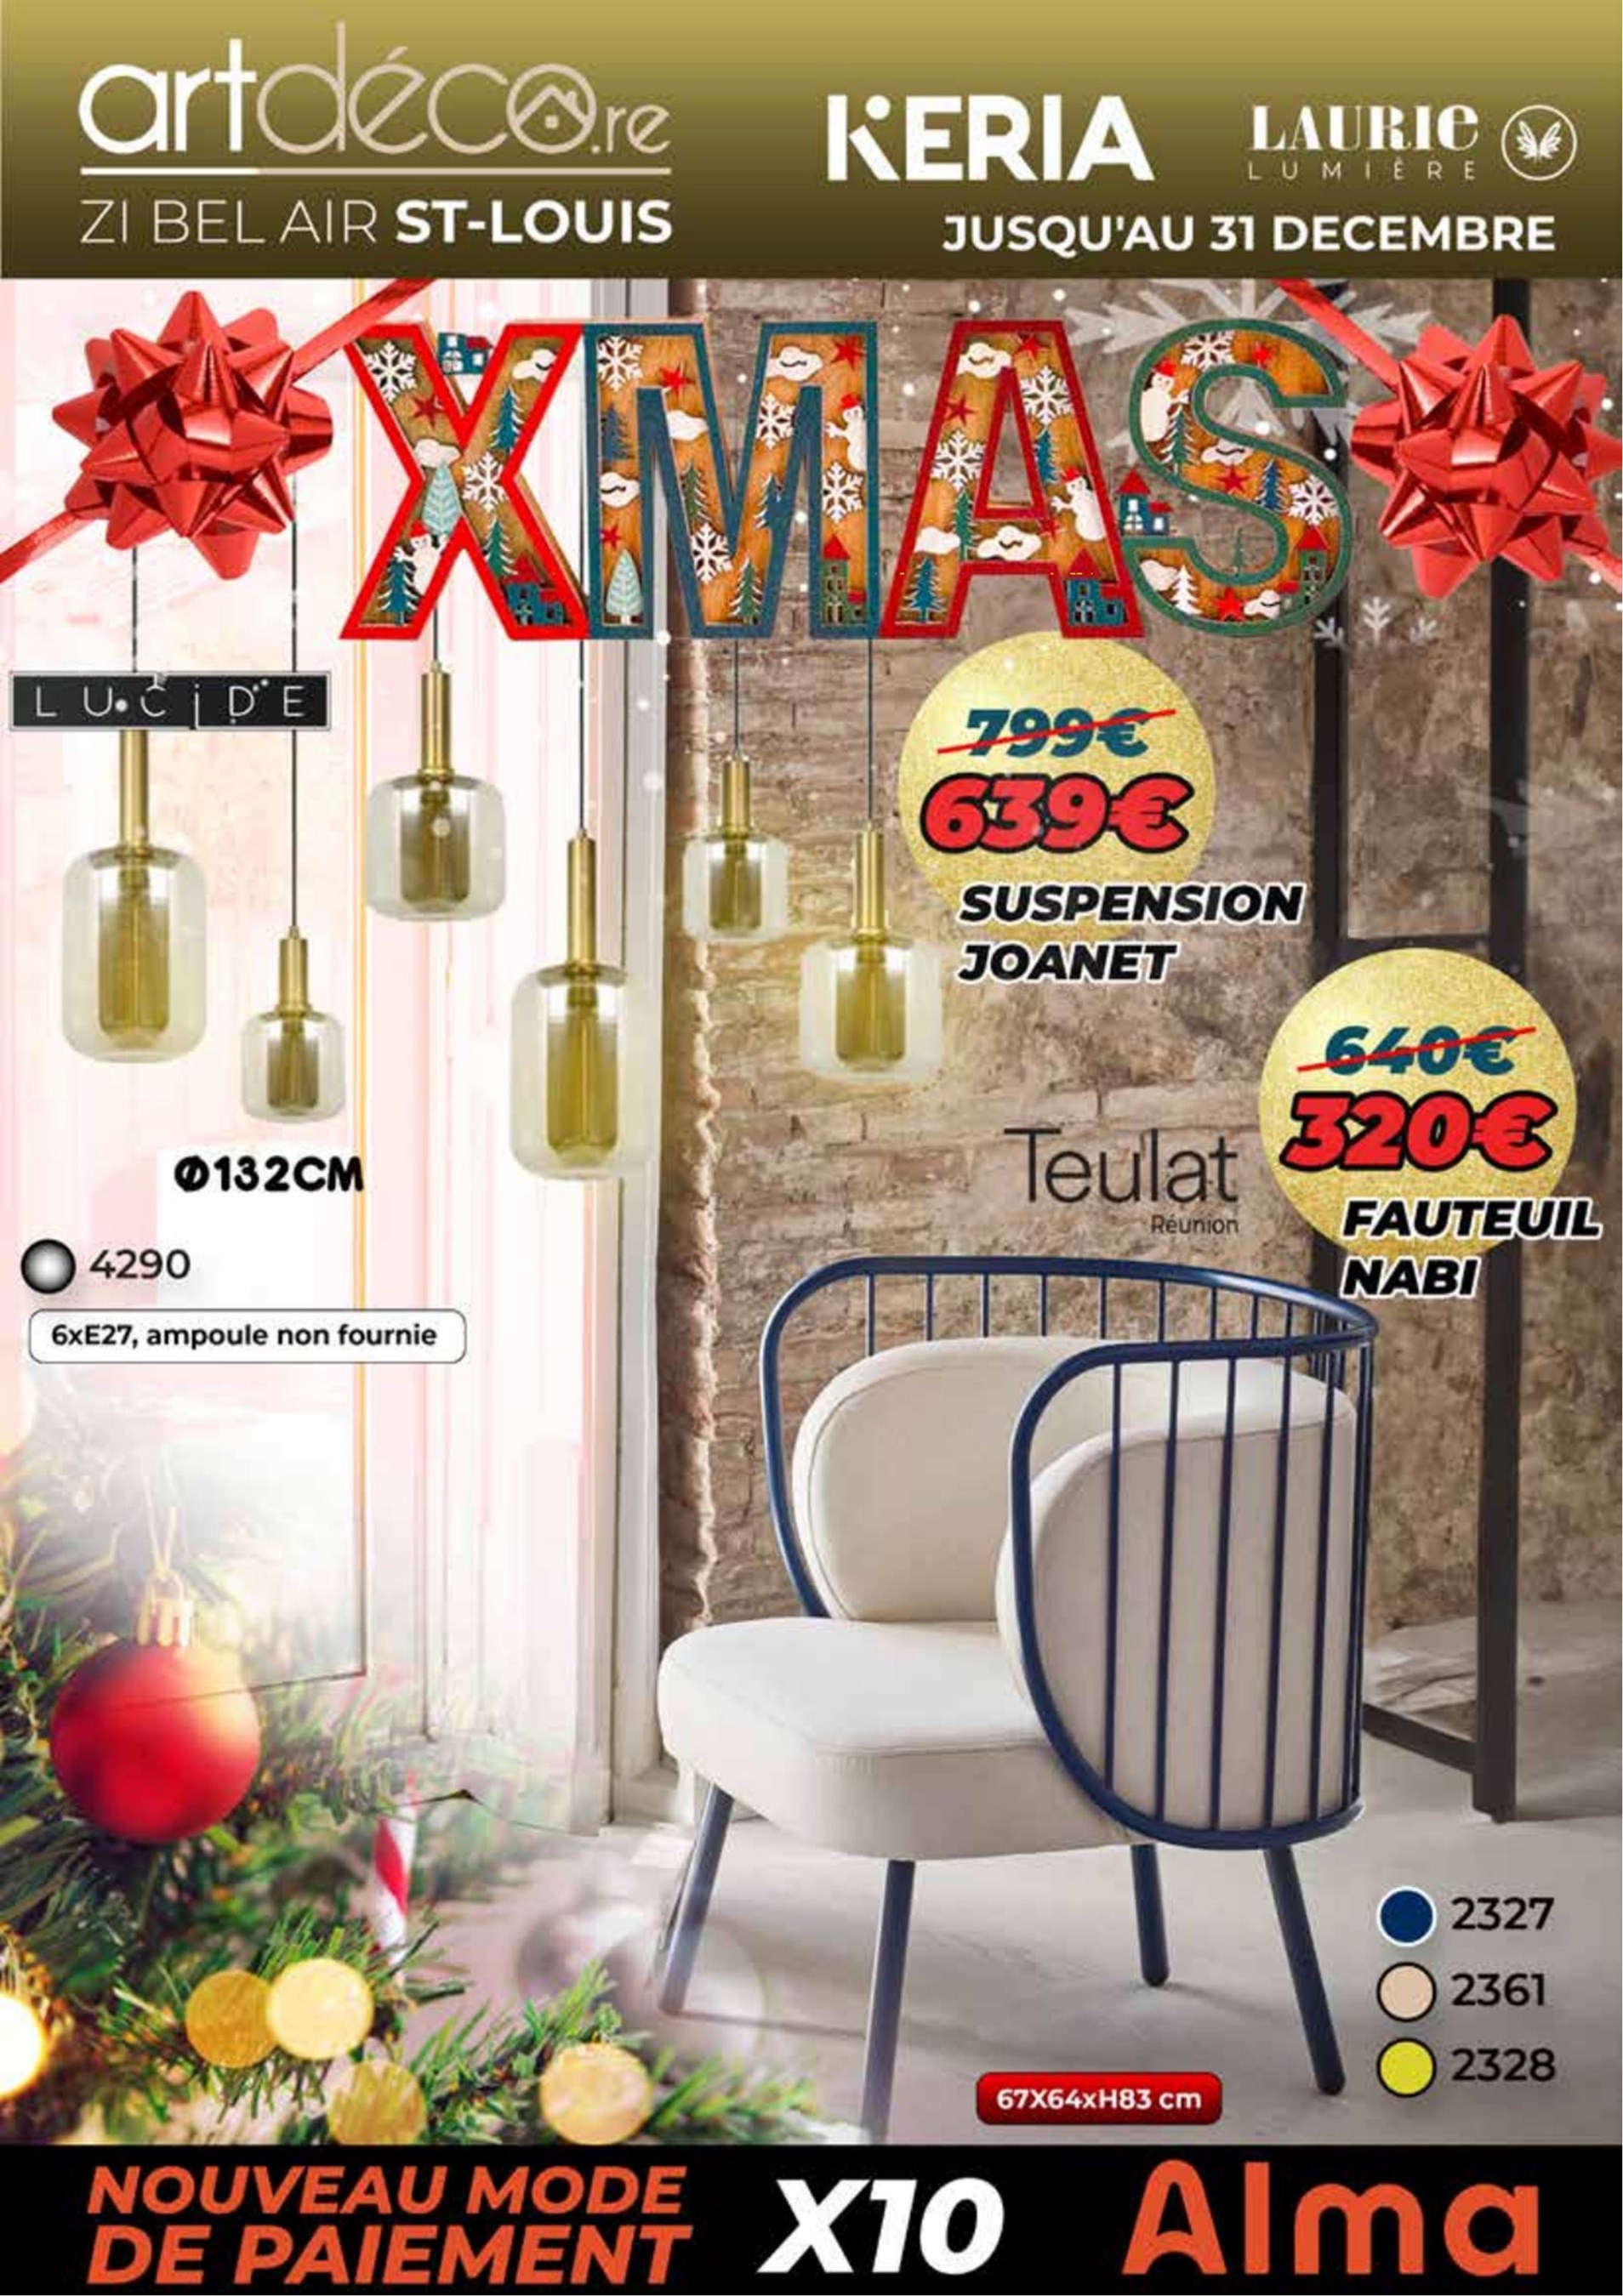 artdéco.re
ZI BEL AIR ST-LOUIS
KERIA
LAURIE
LUMIÈRE
JUSQU'AU 31 DECEMBRE
XMAS
LUCIDE
799€
639€
SUSPENSION
JOANET
640€
320€
FAUTEUIL
NABI
Teulat
Réunion
Ø132CM
4290
6xE27, ampoule non fournie
2327
2361
2328
67X64xH83 cm
NOUVEAU MODE
DE PAIEMENT
X10
Alma